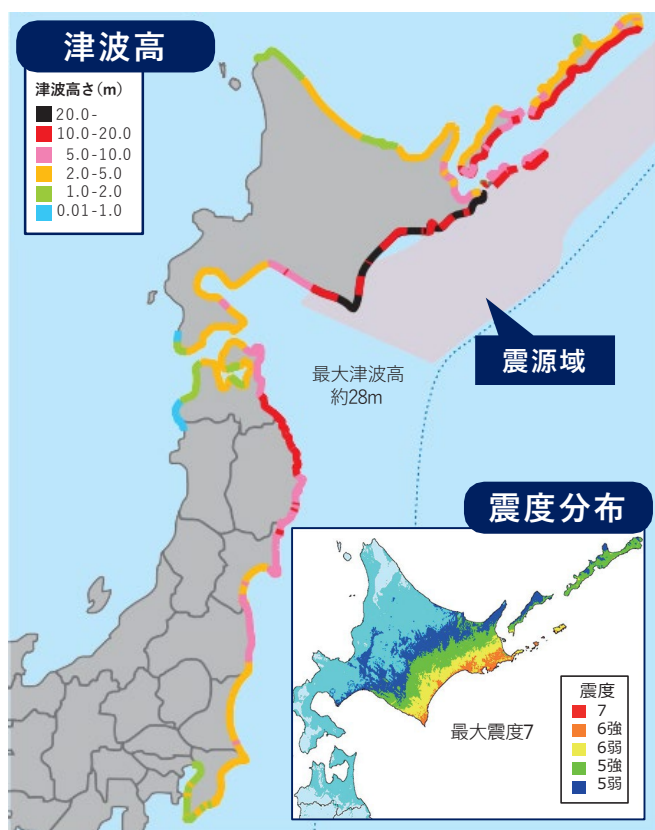 津波高
津波高さ(m)
20.0-
10.0-20.0
5.0-10.0
2.0-5.0
1.0-2.0
0.01-1.0
最大津波高
約28m
震源域
震度分布
最大震度7
震度
7
6強
6弱
5強
5弱